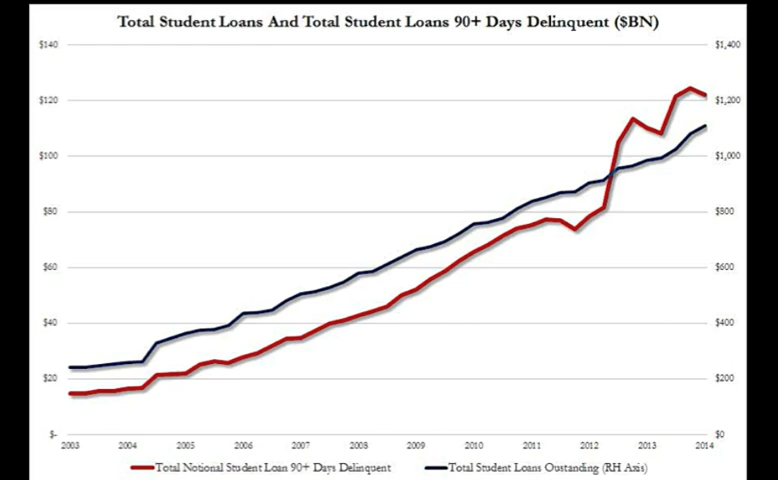 Total Student Loans And Total Student Loans 90+ Days Delinquent ($BN)
$140 $1,400
$120 $1,200
$100 $1,000
$80 $800
$60 $600
$40 $400
$20 $200
$- $0
2003 2004 2005 2006 2007 2008 2009 2010 2011 2012 2013 2014
Total Notional Student Loan 90+ Days Delinquent Total Student Loans Oustanding (RH Axis)